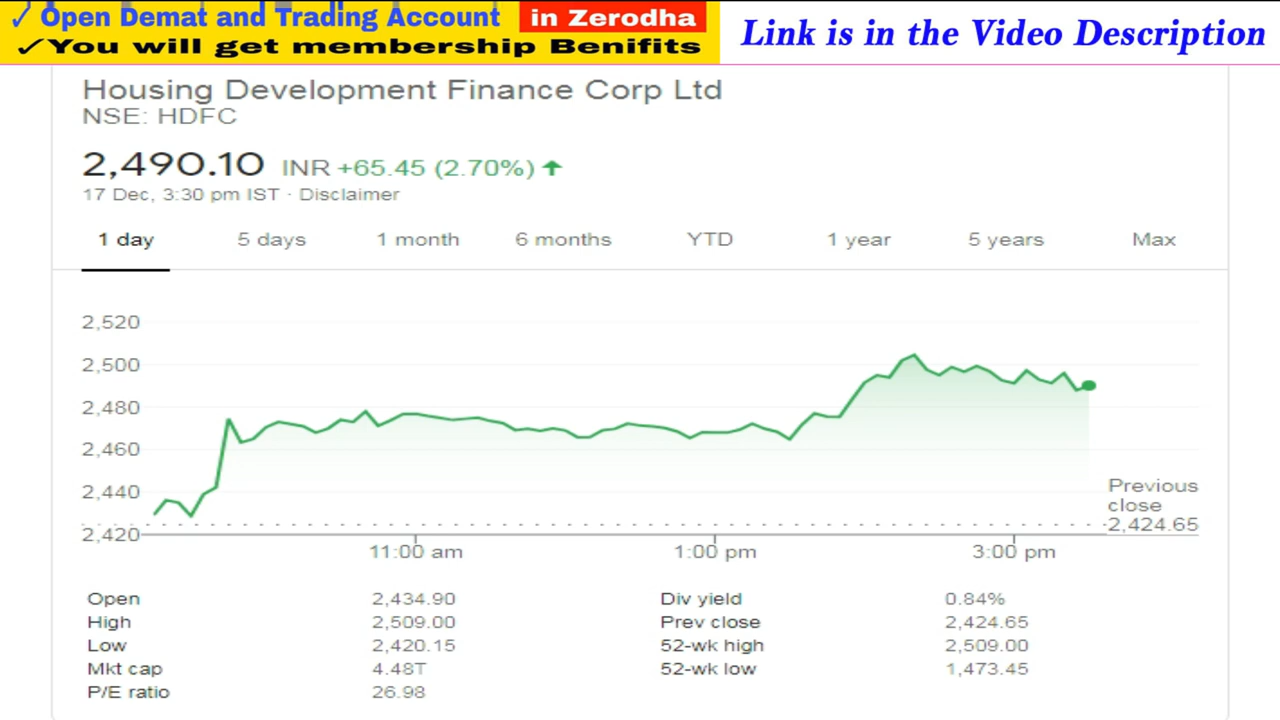 ✓ Open Demat and Trading Account in Zerodha
✓You will get membership Benifits
Link is in the Video Description
Housing Development Finance Corp Ltd
NSE: HDFC
2,490.10 INR +65.45 (2.70%) ↑
17 Dec, 3:30 pm IST · Disclaimer
1 day 5 days 1 month 6 months YTD 1 year 5 years Max
2,520
2,500
2,480
2,460
2,440
2,420
Previous
close
2,424.65
11:00 am 1:00 pm 3:00 pm
Open 2,434.90 Div yield 0.84%
High 2,509.00 Prev close 2,424.65
Low 2,420.15 52-wk high 2,509.00
Mkt cap 4.48T 52-wk low 1,473.45
P/E ratio 26.98